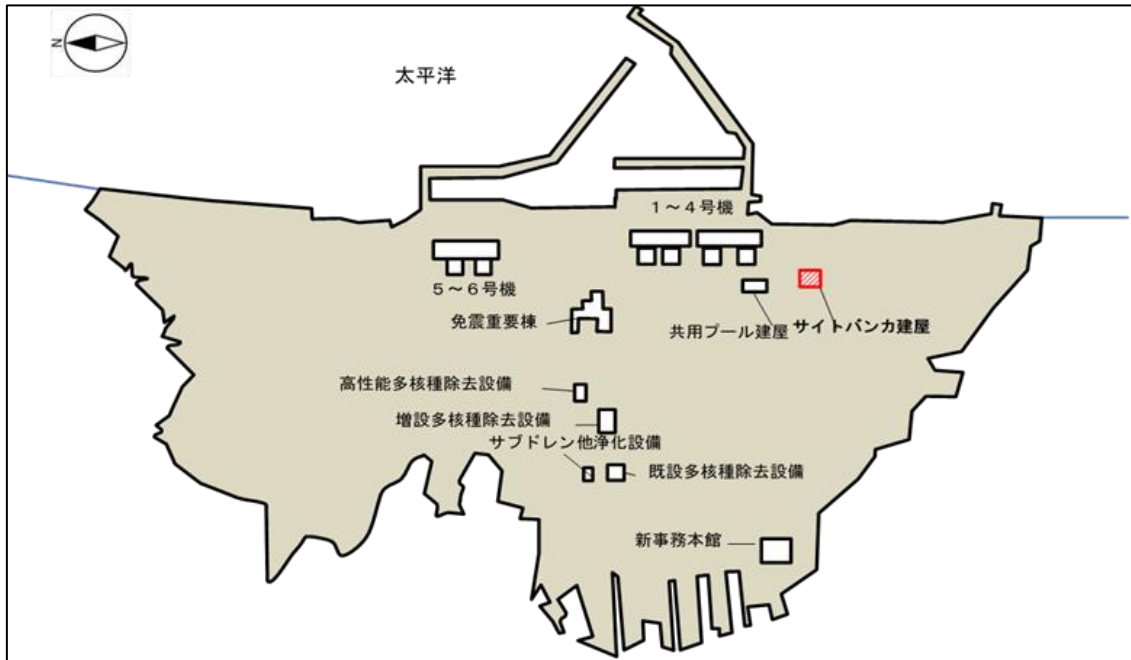 N
太平洋
１～４号機
５～６号機
免震重要棟
共用プール建屋
サイトバンカ建屋
高性能多核種除去設備
増設多核種除去設備
サブドレン他浄化設備
既設多核種除去設備
新事務本館